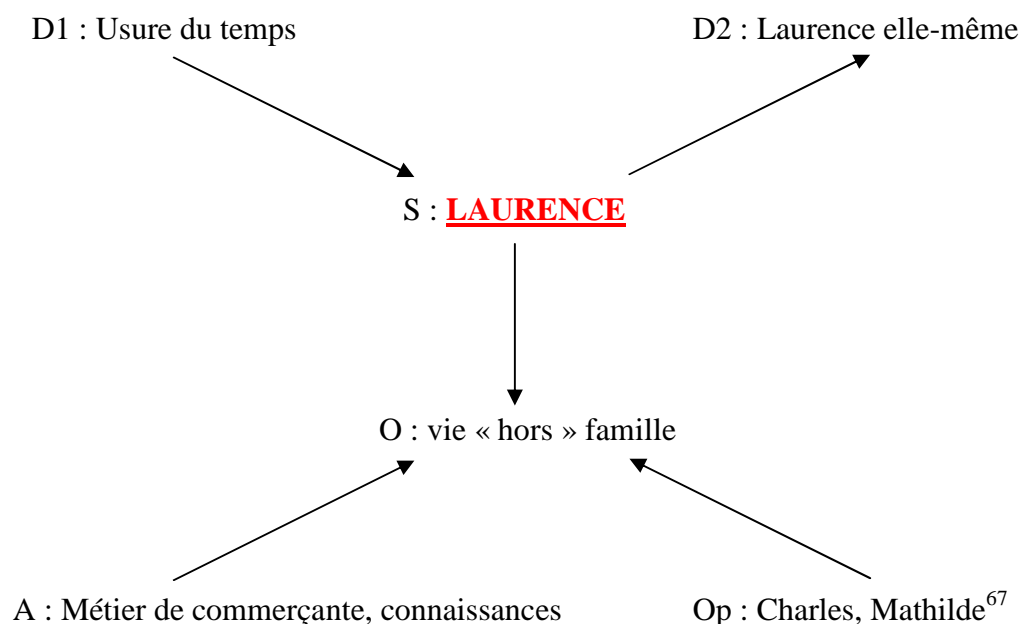 D1 : Usure du temps
D2 : Laurence elle-même
S : LAURENCE
O : vie « hors » famille
A : Métier de commerçante, connaissances
Op : Charles, Mathilde67